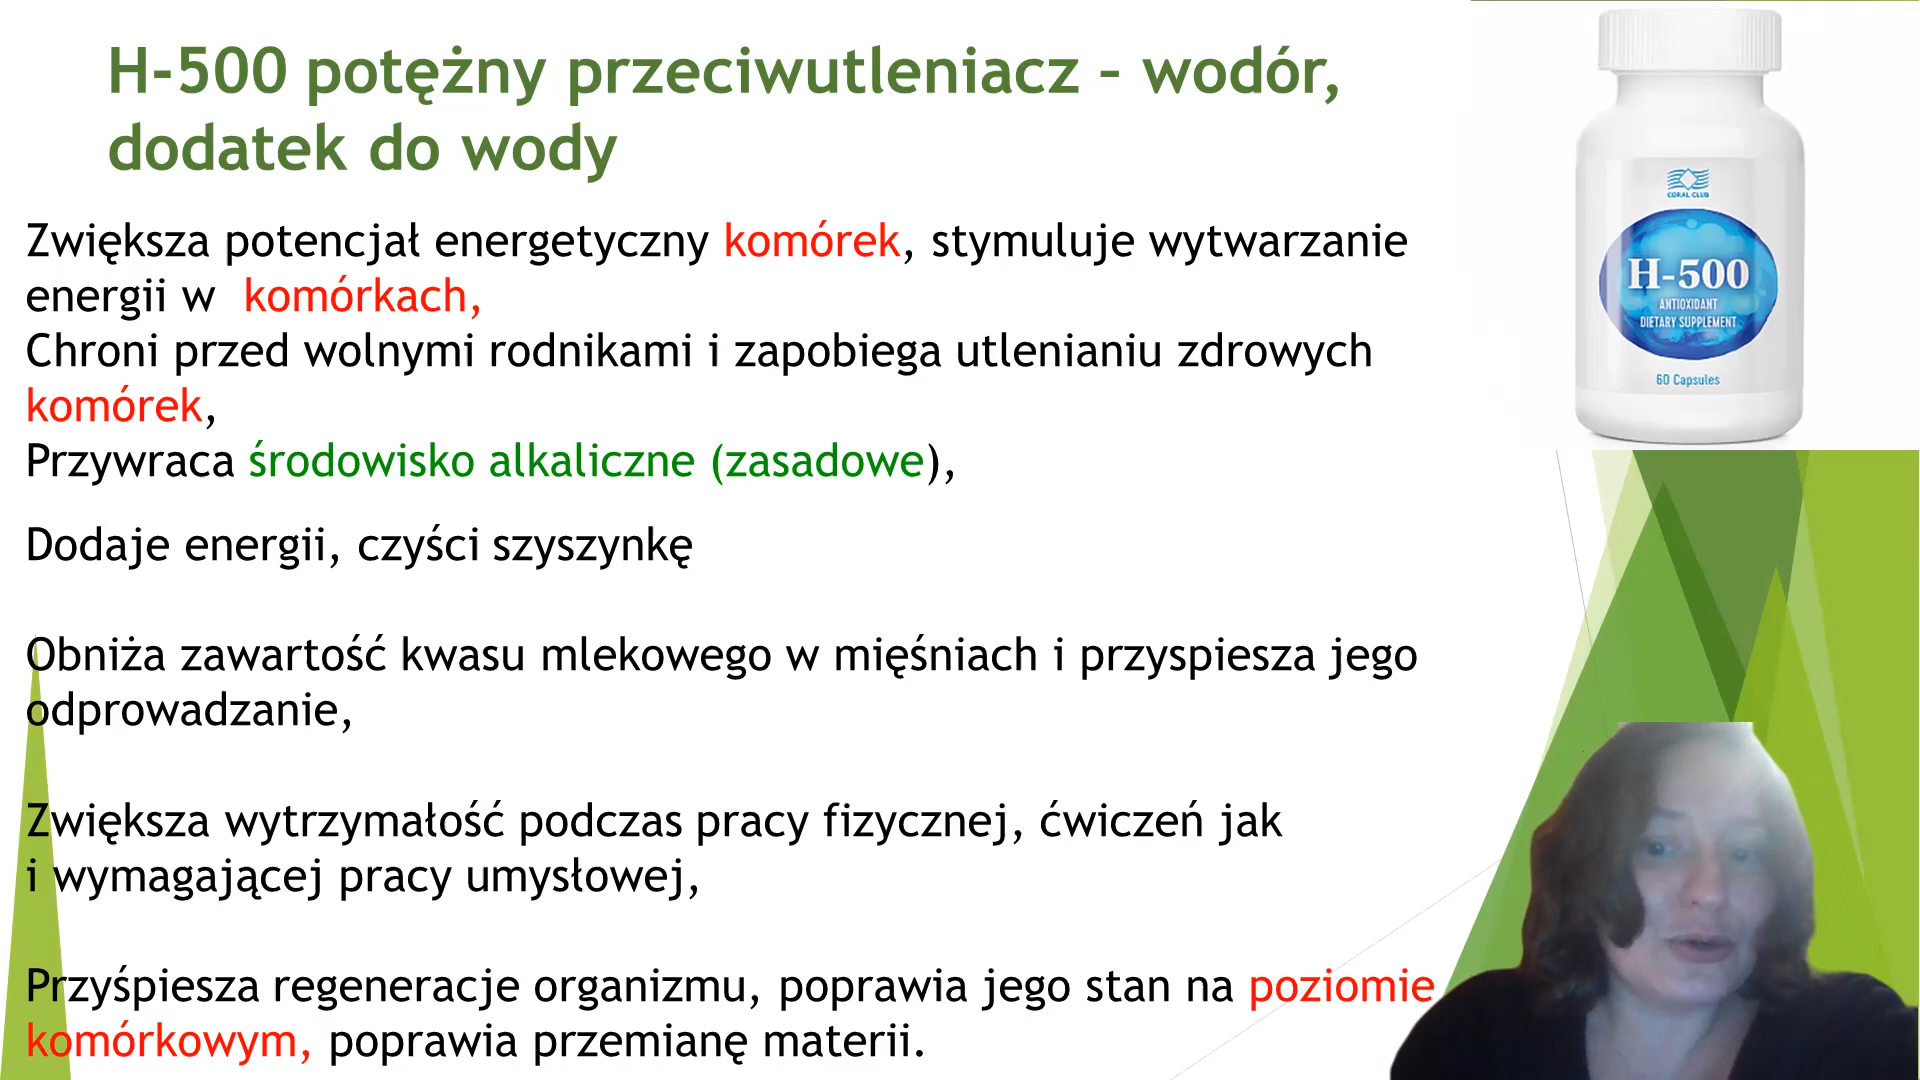 H-500 potężny przeciwutleniacz – wodór,
dodatek do wody
Zwiększa potencjał energetyczny komórek, stymuluje wytwarzanie
energii w komórkach,
Chroni przed wolnymi rodnikami i zapobiega utlenianiu zdrowych
komórek,
Przywraca środowisko alkaliczne (zasadowe),
Dodaje energii, czyści szyszynkę
Obniża zawartość kwasu mlekowego w mięśniach i przyspiesza jego
odprowadzanie,
Zwiększa wytrzymałość podczas pracy fizycznej, ćwiczeń jak
i wymagającej pracy umysłowej,
Przyśpiesza regeneracje organizmu, poprawia jego stan na poziomie
komórkowym, poprawia przemianę materii.
CORAL CLUB
H-500
ANTIOXIDANT
DIETARY SUPPLEMENT
60 Capsules